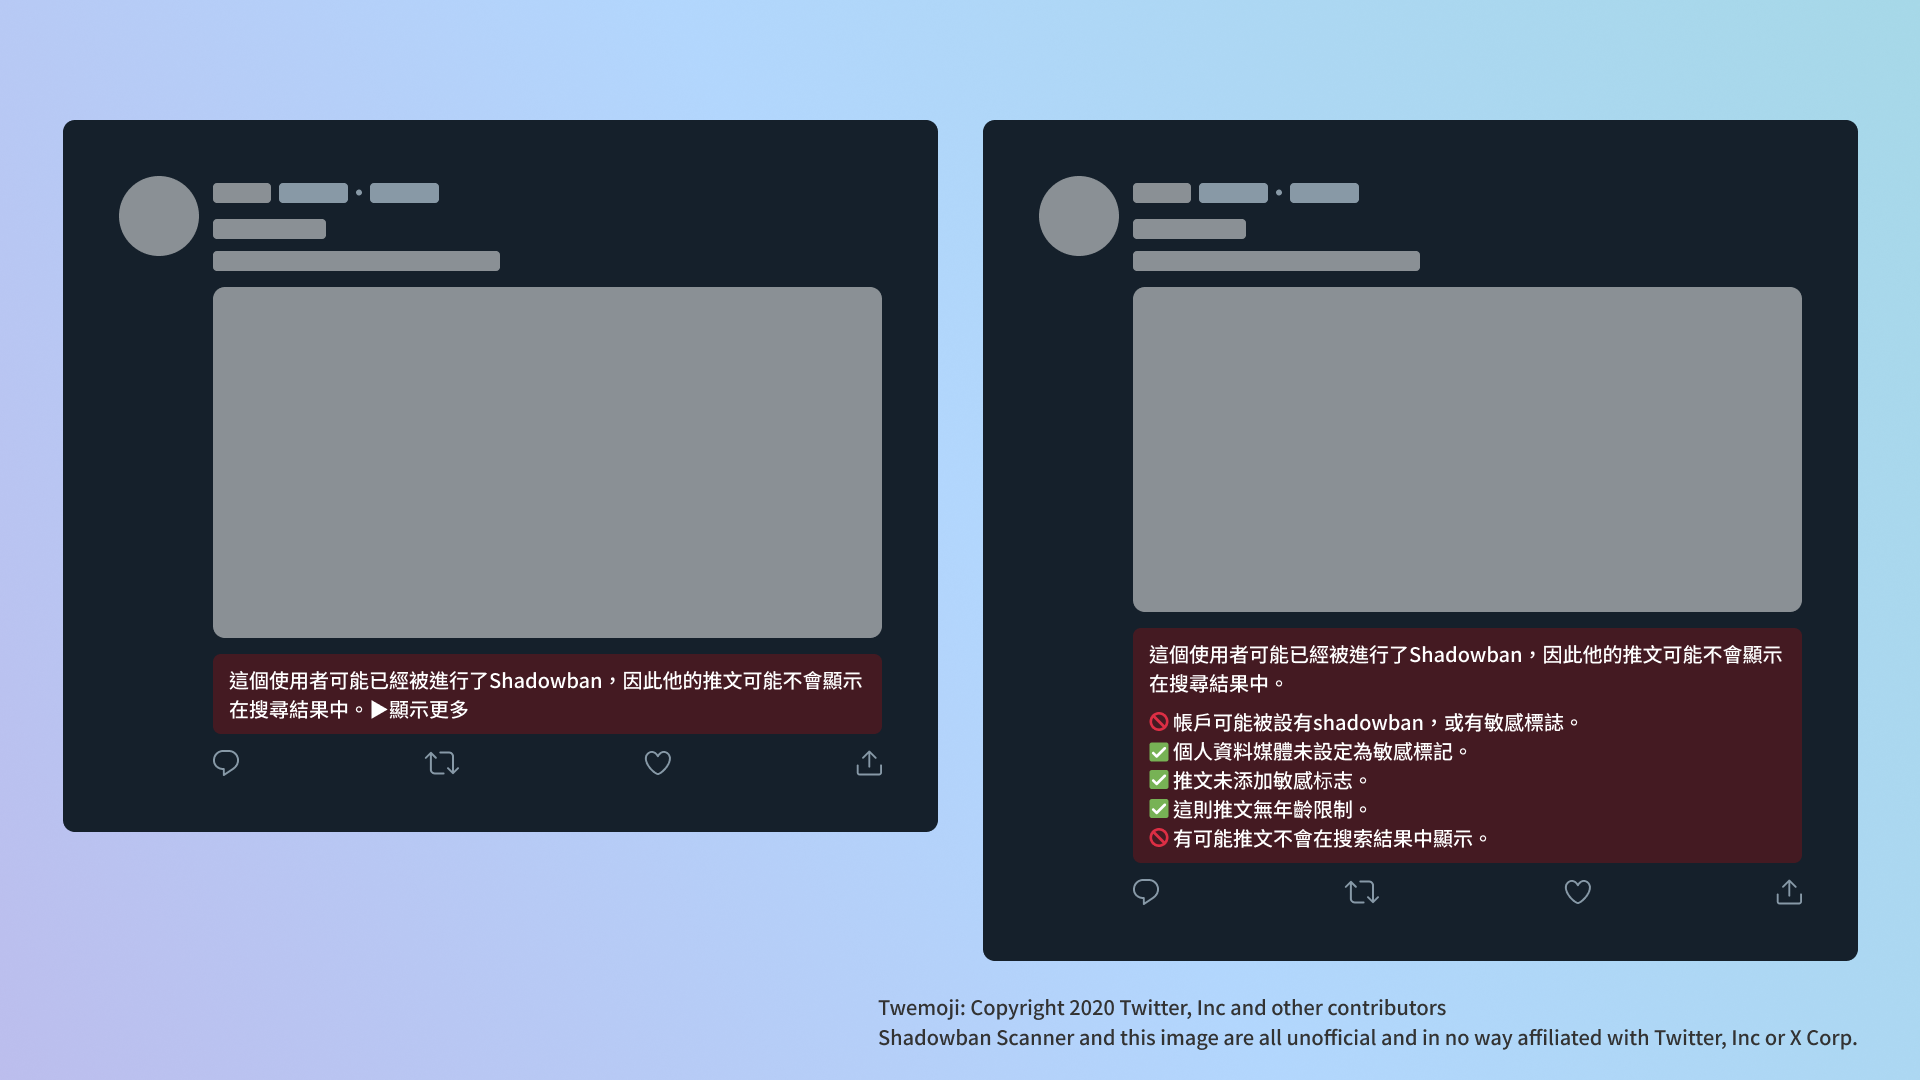 這個使用者可能已經被進行了Shadowban，因此他的推文可能不會顯示
在搜尋結果中。▶顯示更多
這個使用者可能已經被進行了Shadowban，因此他的推文可能不會顯示
在搜尋結果中。
🚫帳戶可能被設有shadowban，或有敏感標誌。
✅個人資料媒體未設定為敏感標記。
✅推文未添加敏感标志。
✅這則推文無年齡限制。
🚫有可能推文不會在搜索結果中顯示。
Twemoji: Copyright 2020 Twitter, Inc and other contributors
Shadowban Scanner and this image are all unofficial and in no way affiliated with Twitter, Inc or X Corp.